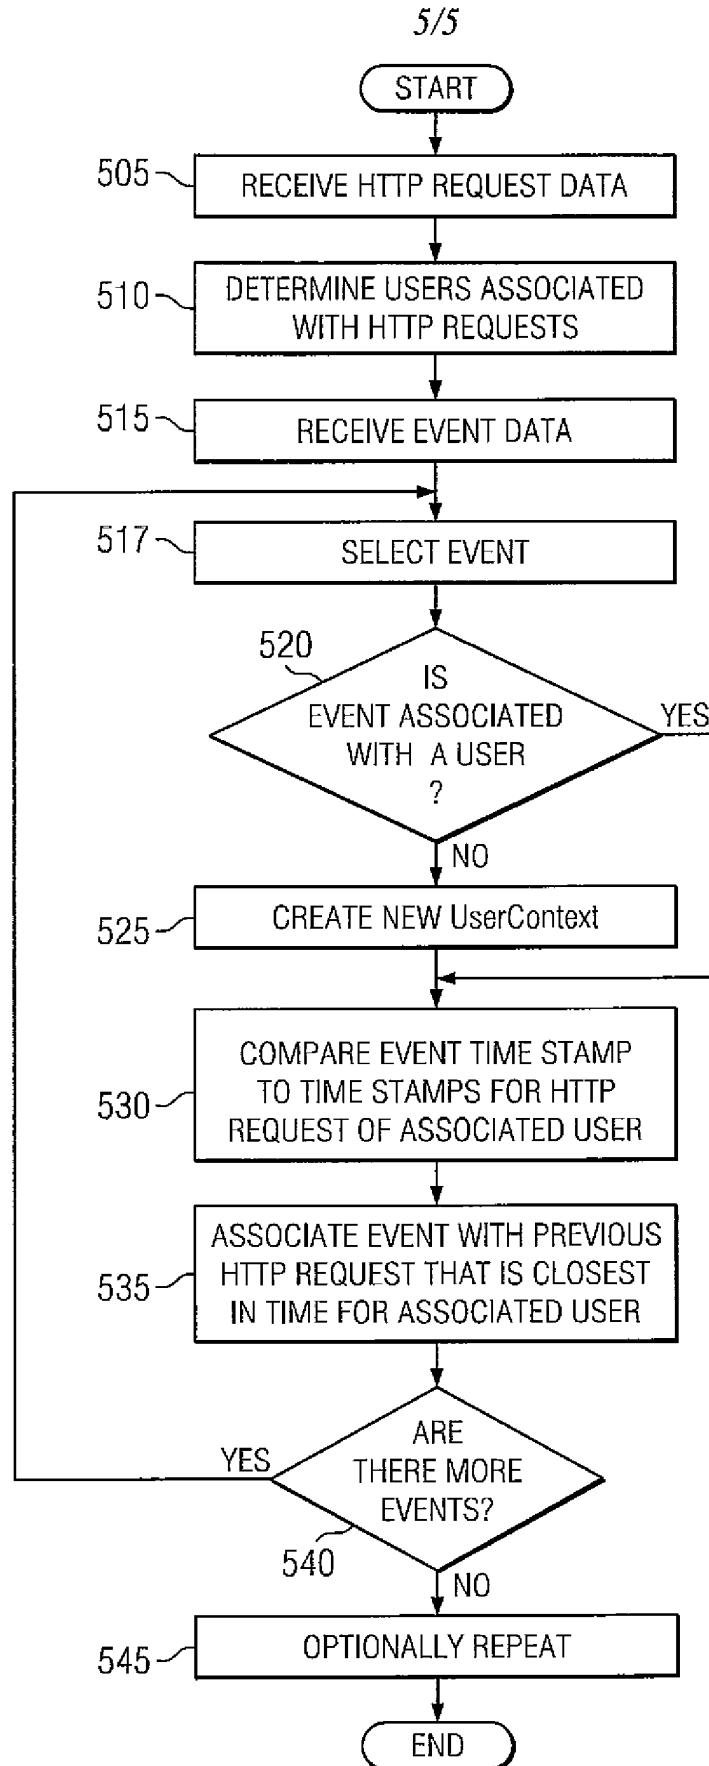 5/5
START
505
RECEIVE HTTP REQUEST DATA
510
DETERMINE USERS ASSOCIATED
WITH HTTP REQUESTS
515
RECEIVE EVENT DATA
517
SELECT EVENT
520
IS
EVENT ASSOCIATED
WITH A USER
?
YES
NO
525
CREATE NEW UserContext
530
COMPARE EVENT TIME STAMP
TO TIME STAMPS FOR HTTP
REQUEST OF ASSOCIATED USER
535
ASSOCIATE EVENT WITH PREVIOUS
HTTP REQUEST THAT IS CLOSEST
IN TIME FOR ASSOCIATED USER
YES
ARE
THERE MORE
EVENTS?
540
NO
545
OPTIONALLY REPEAT
END